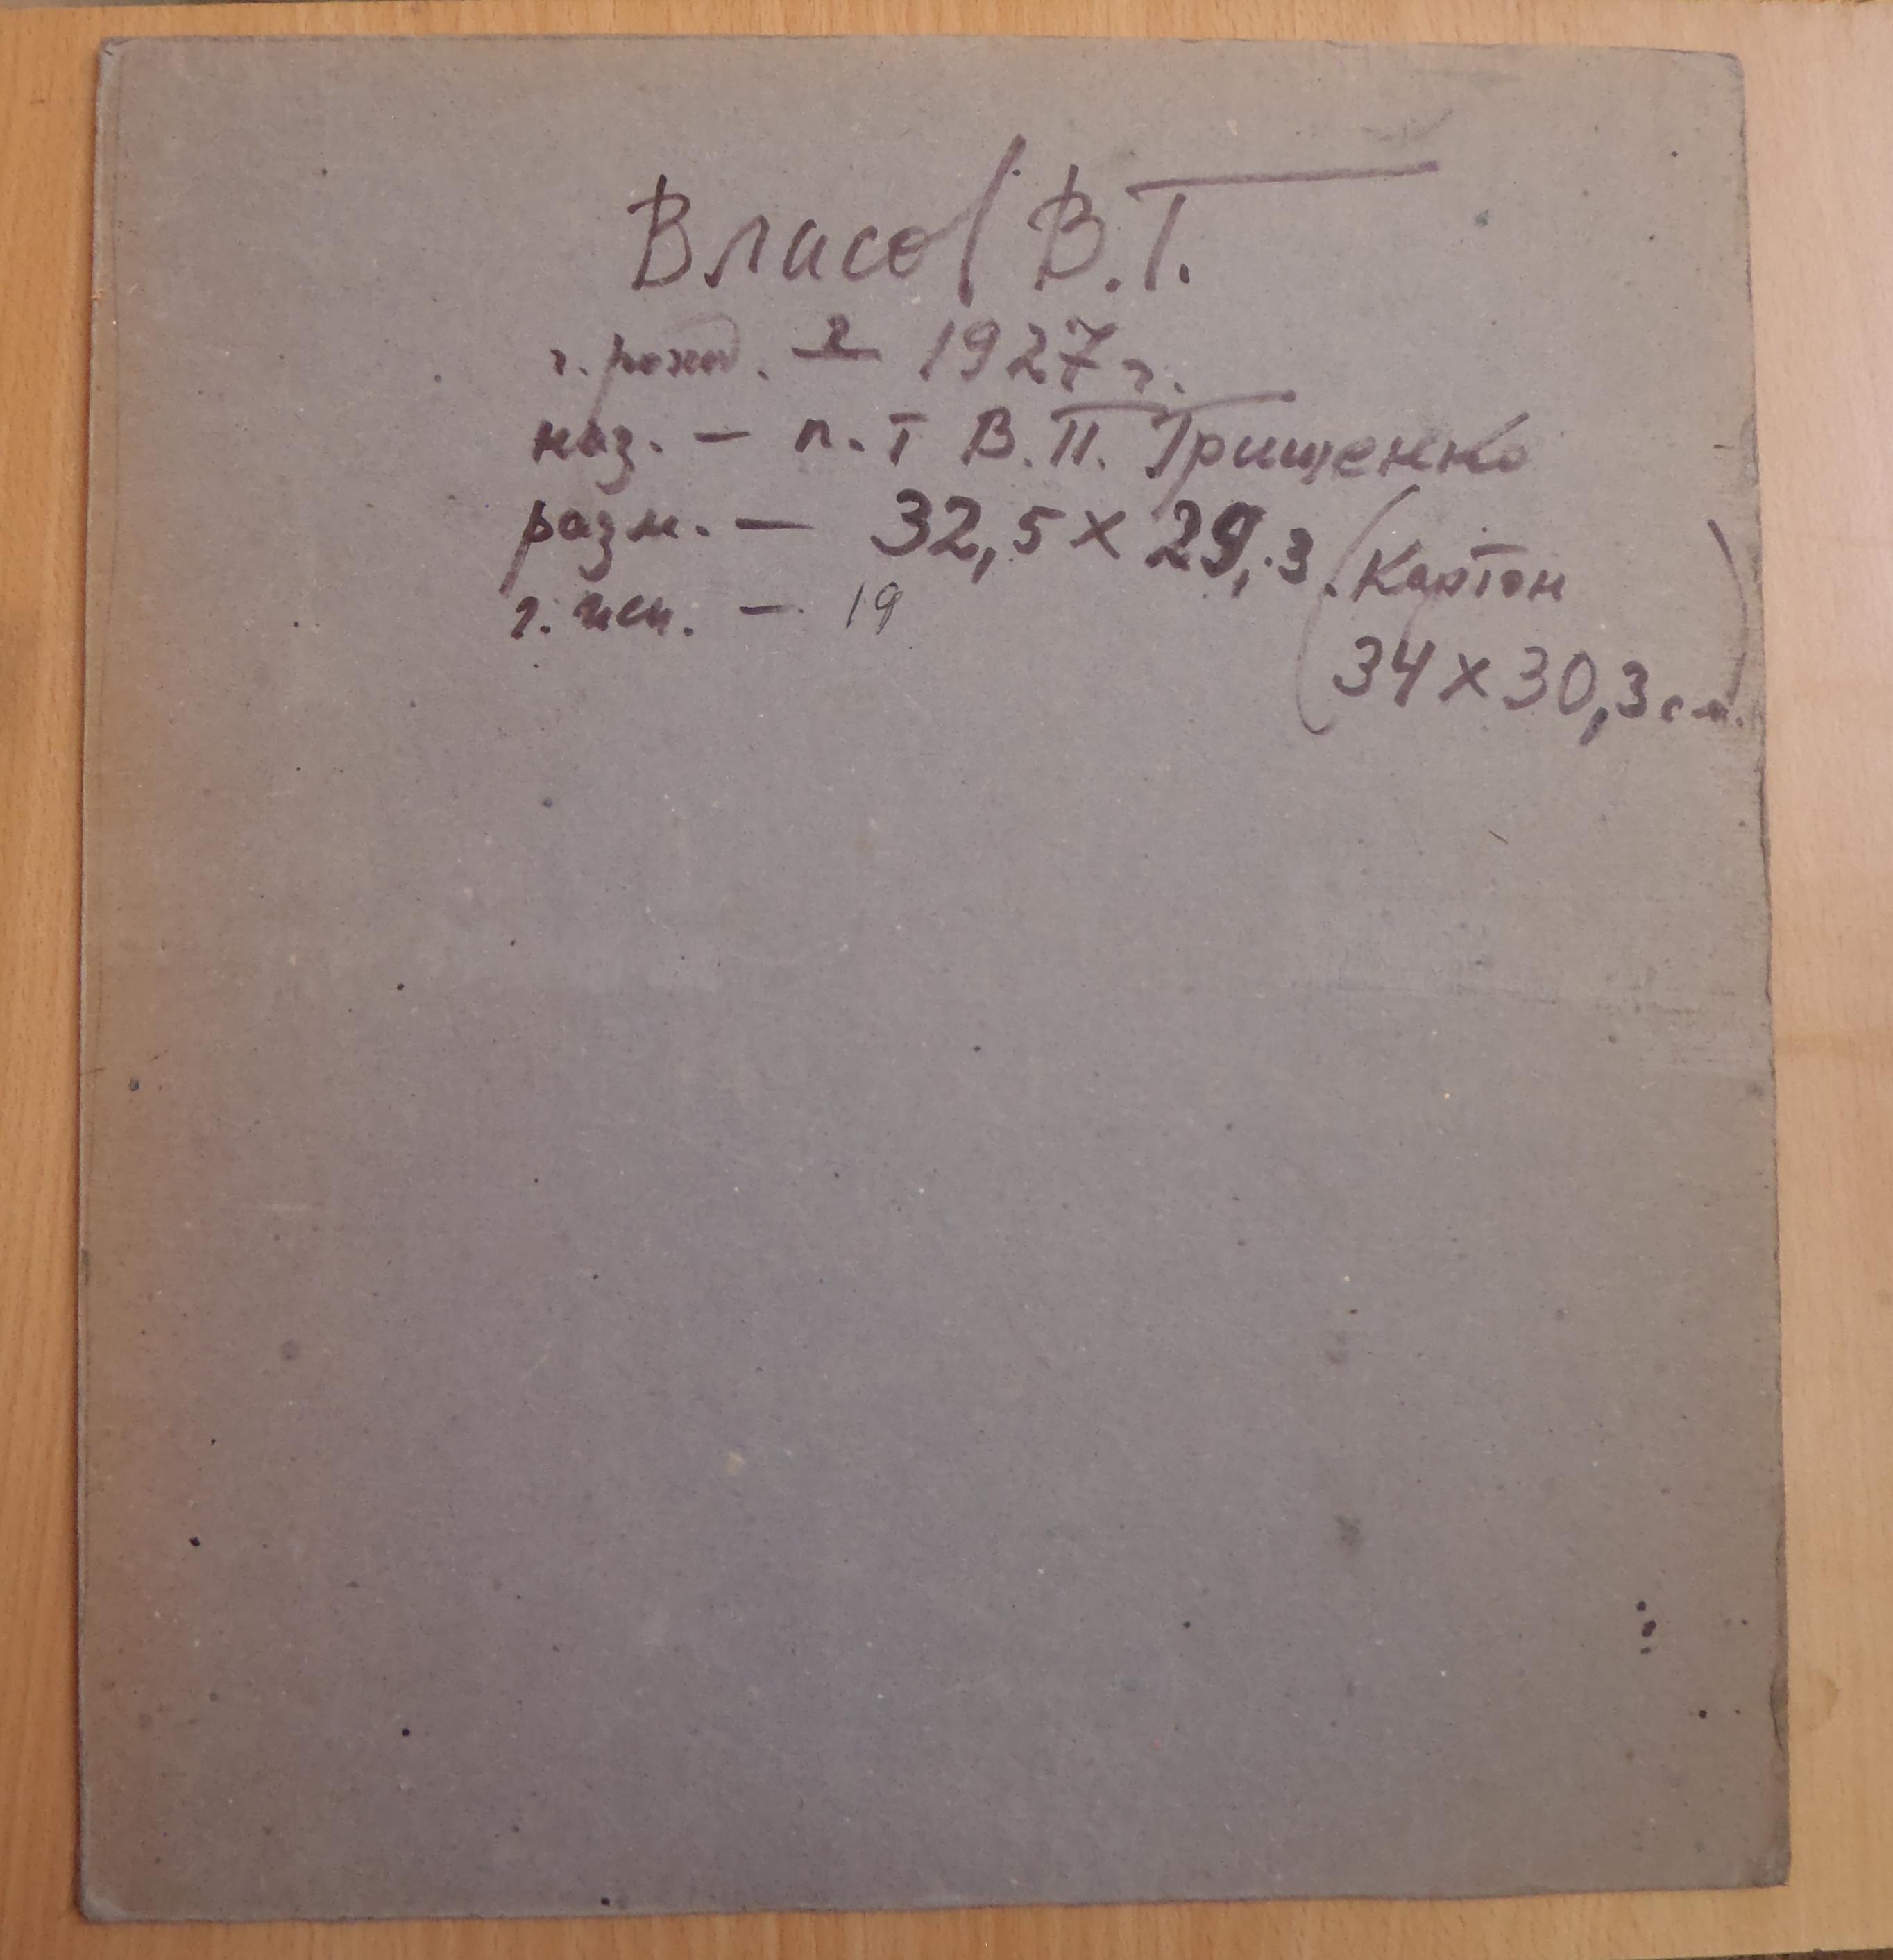 Власов В.Г.
г. рожд. — 1927 г.
наз. — п. т В.П. Грищенко
разм. — 32,5 х 29,3. (Картон
34 х 30,3 см.)
г. исп. — 19